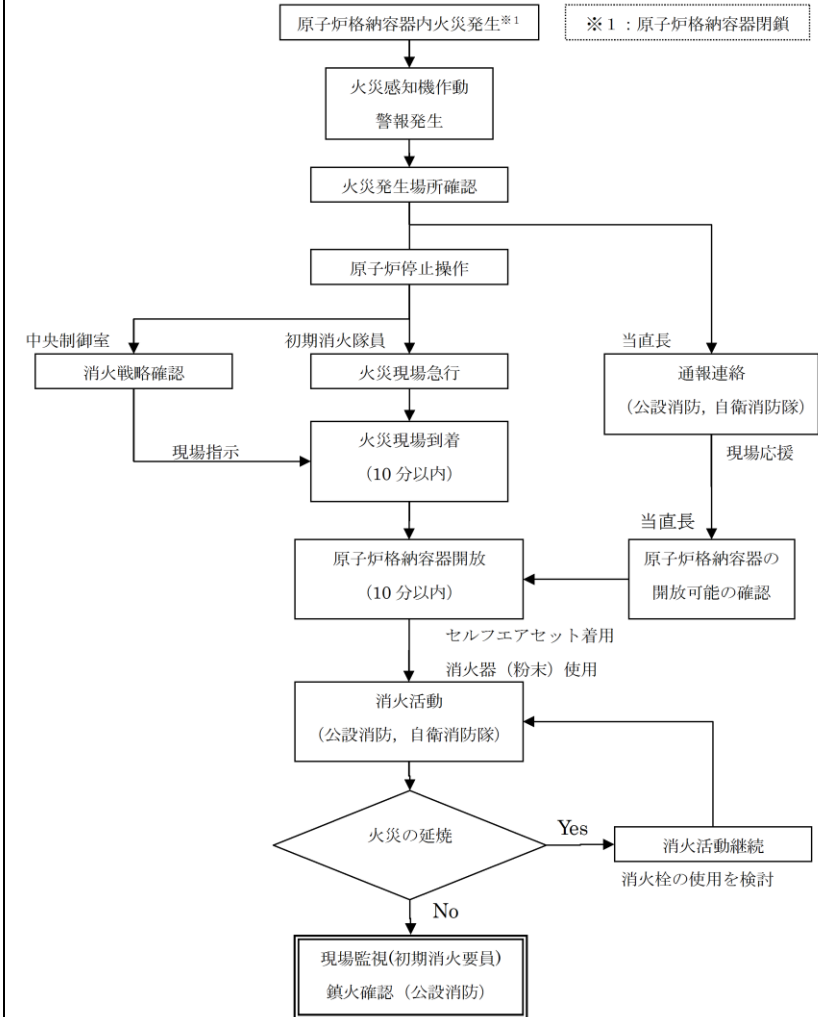 原子炉格納容器内火災発生※1
※1：原子炉格納容器閉鎖
火災感知機作動
警報発生
火災発生場所確認
原子炉停止操作
中央制御室
初期消火隊員
当直長
消火戦略確認
火災現場急行
通報連絡
(公設消防, 自衛消防隊)
現場指示
火災現場到着
(10 分以内)
現場応援
当直長
原子炉格納容器開放
(10 分以内)
原子炉格納容器の
開放可能の確認
セルフエアセット着用
消火器（粉末）使用
消火活動
(公設消防, 自衛消防隊)
火災の延焼
Yes
消火活動継続
消火栓の使用を検討
No
現場監視(初期消火要員)
鎮火確認（公設消防）